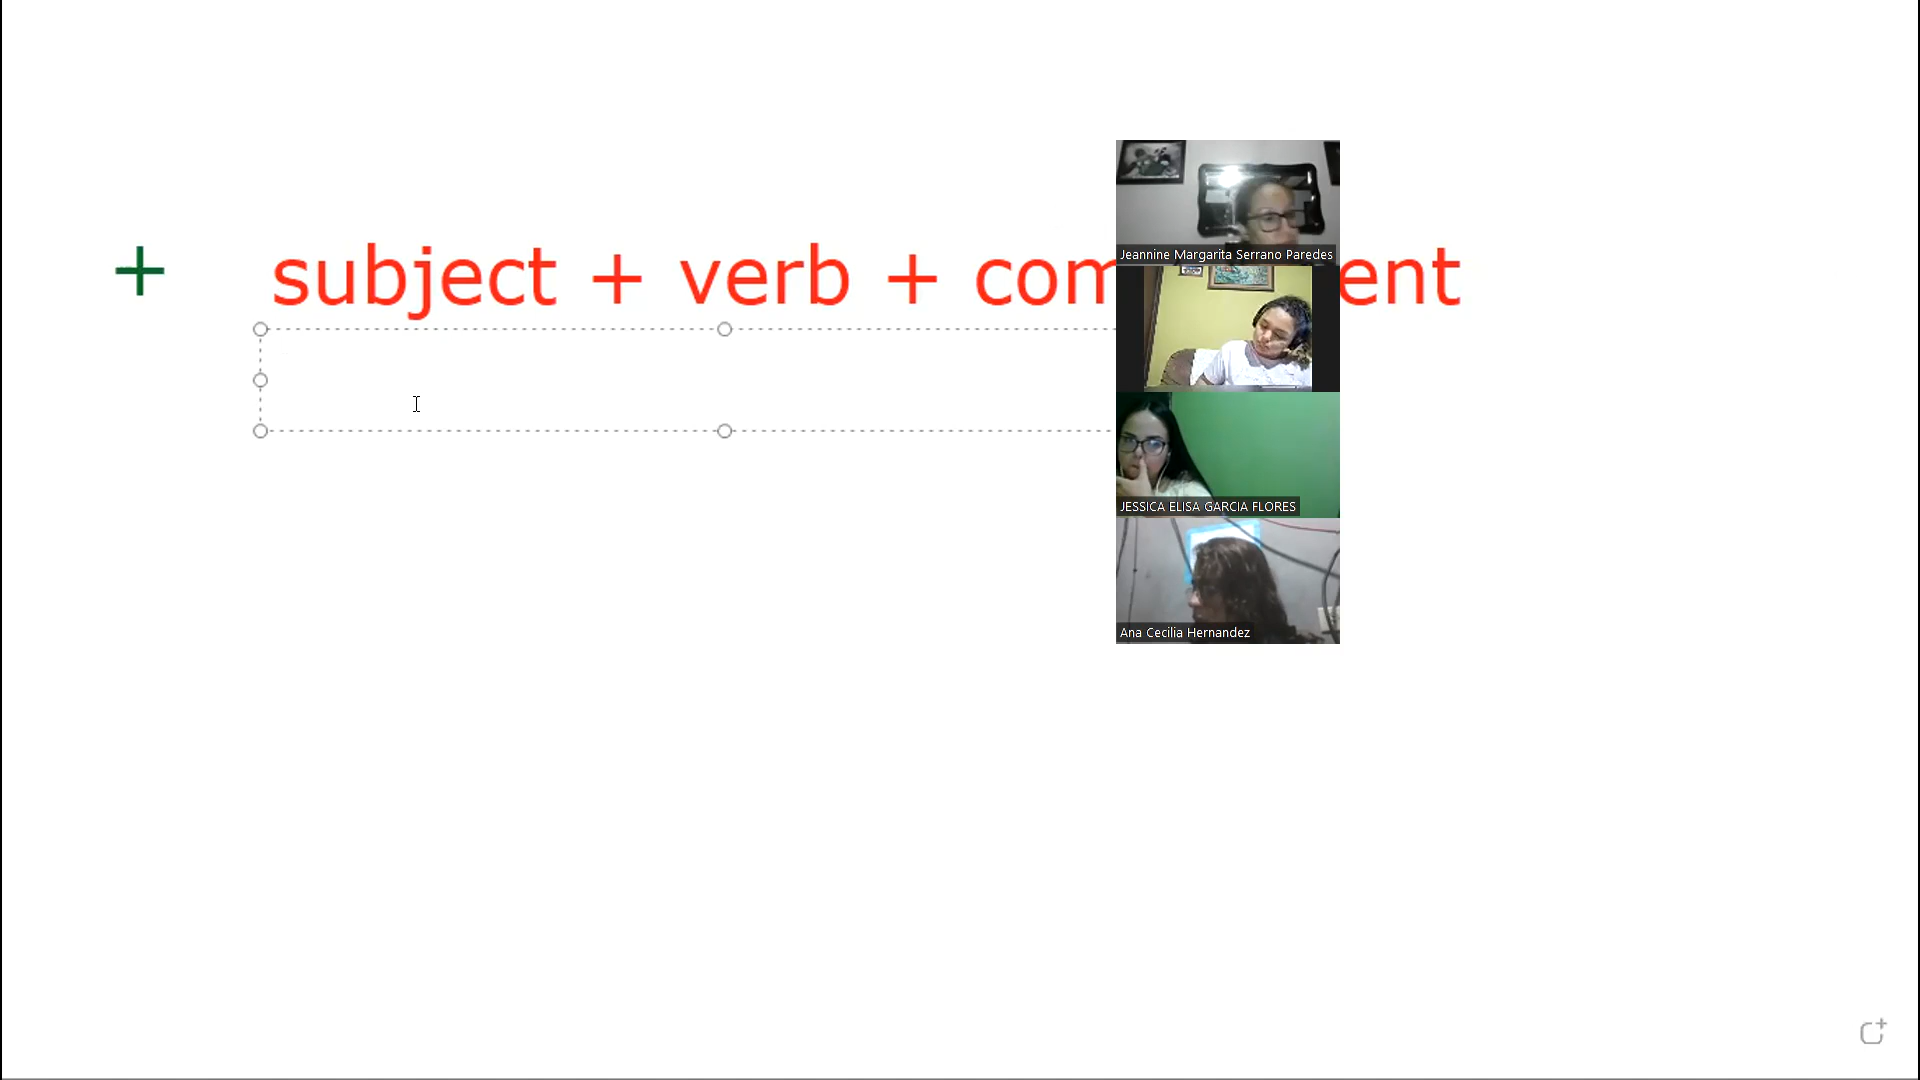 + subject + verb + com ent
Jeannine Margarita Serrano Paredes
JESSICA ELISA GARCIA FLORES
Ana Cecilia Hernandez